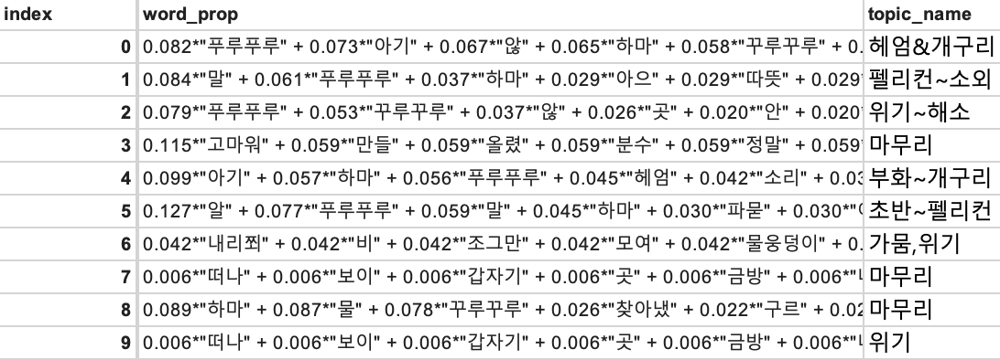 index word_prop topic_name
0 0.082*"푸루푸루" + 0.073*"아기" + 0.067*"않" + 0.065*"하마" + 0.058*"꾸루꾸루" + 0. 헤엄&개구리
1 0.084*"말" + 0.061*"푸루푸루" + 0.037*"하마" + 0.029*"아으" + 0.029*"따뜻" + 0.029' 펠리컨~소외
2 0.079*"푸루푸루" + 0.053*"꾸루꾸루" + 0.037*"않" + 0.026*"곳" + 0.020*"안" + 0.020' 위기~해소
3 0.115*"고마워" + 0.059*"만들" + 0.059*"올렸" + 0.059*"분수" + 0.059*"정말" + 0.059' 마무리
4 0.099*"아기" + 0.057*"하마" + 0.056*"푸루푸루" + 0.045*"헤엄" + 0.042*"소리" + 0.03 부화~개구리
5 0.127*"알" + 0.077*"푸루푸루" + 0.059*"말" + 0.045*"하마" + 0.030*"파묻" + 0.030*" 초반~펠리컨
6 0.042*"내리쬐" + 0.042*"비" + 0.042*"조그만" + 0.042*"모여" + 0.042*"물웅덩이" + 0. 가뭄,위기
7 0.006*"떠나" + 0.006*"보이" + 0.006*"갑자기" + 0.006*"곳" + 0.006*"금방" + 0.006*" 마무리
8 0.089*"하마" + 0.087*"물" + 0.078*"꾸루꾸루" + 0.026*"찾아냈" + 0.022*"구르" + 0.02 마무리
9 0.006*"떠나" + 0.006*"보이" + 0.006*"갑자기" + 0.006*"곳" + 0.006*"금방" + 0.006*" 위기